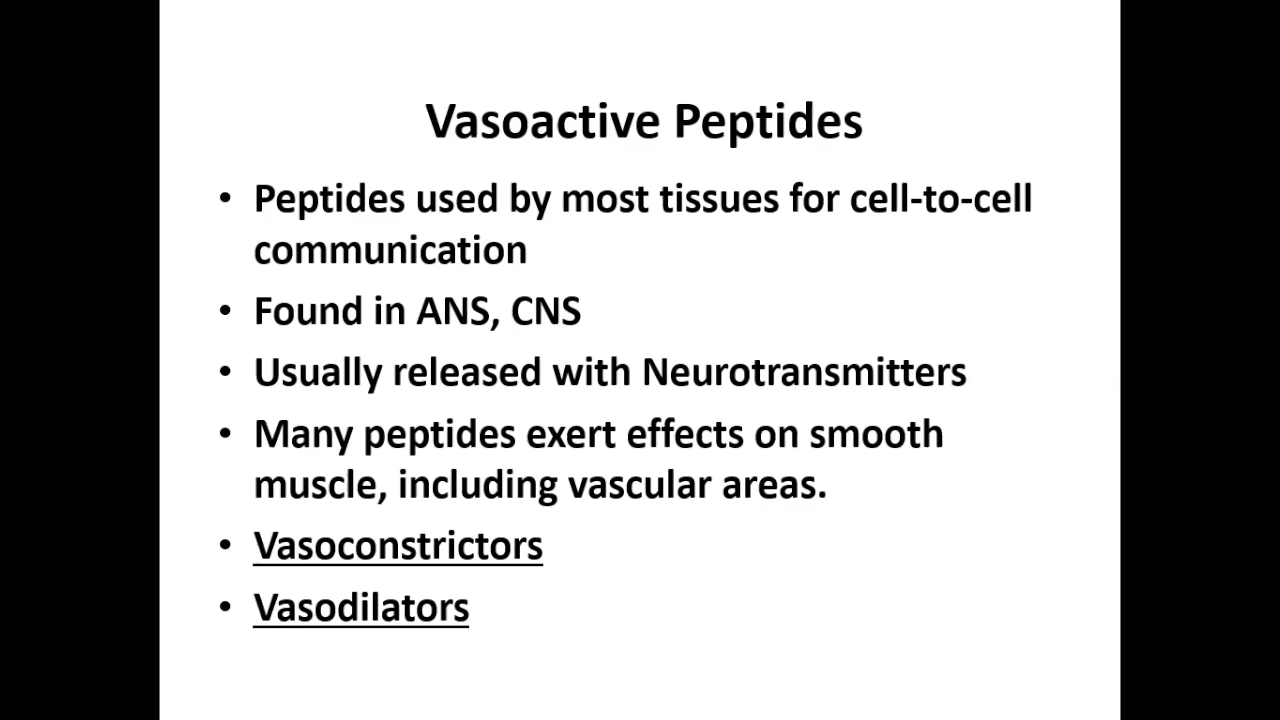 Vasoactive Peptides
• Peptides used by most tissues for cell-to-cell
communication
• Found in ANS, CNS
• Usually released with Neurotransmitters
• Many peptides exert effects on smooth
muscle, including vascular areas.
• Vasoconstrictors
• Vasodilators